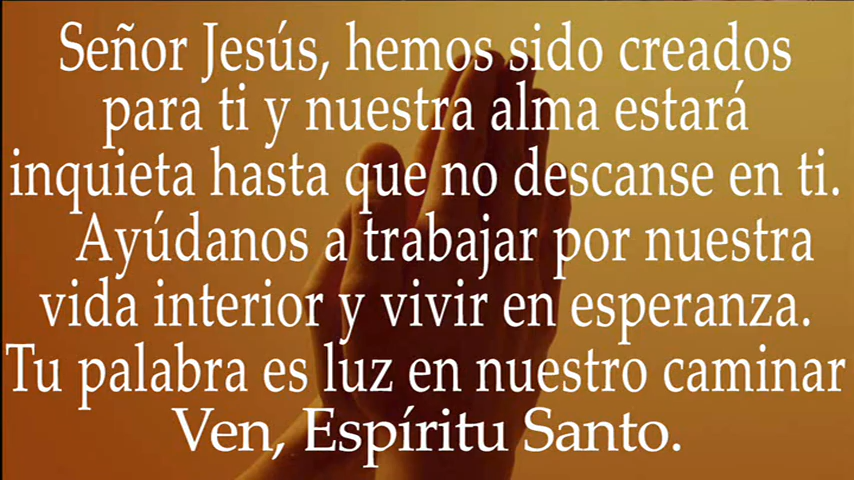 Señor Jesús, hemos sido creados
para ti y nuestra alma estará
inquieta hasta que no descanse en ti.
Ayúdanos a trabajar por nuestra
vida interior y vivir en esperanza.
Tu palabra es luz en nuestro caminar
Ven, Espíritu Santo.